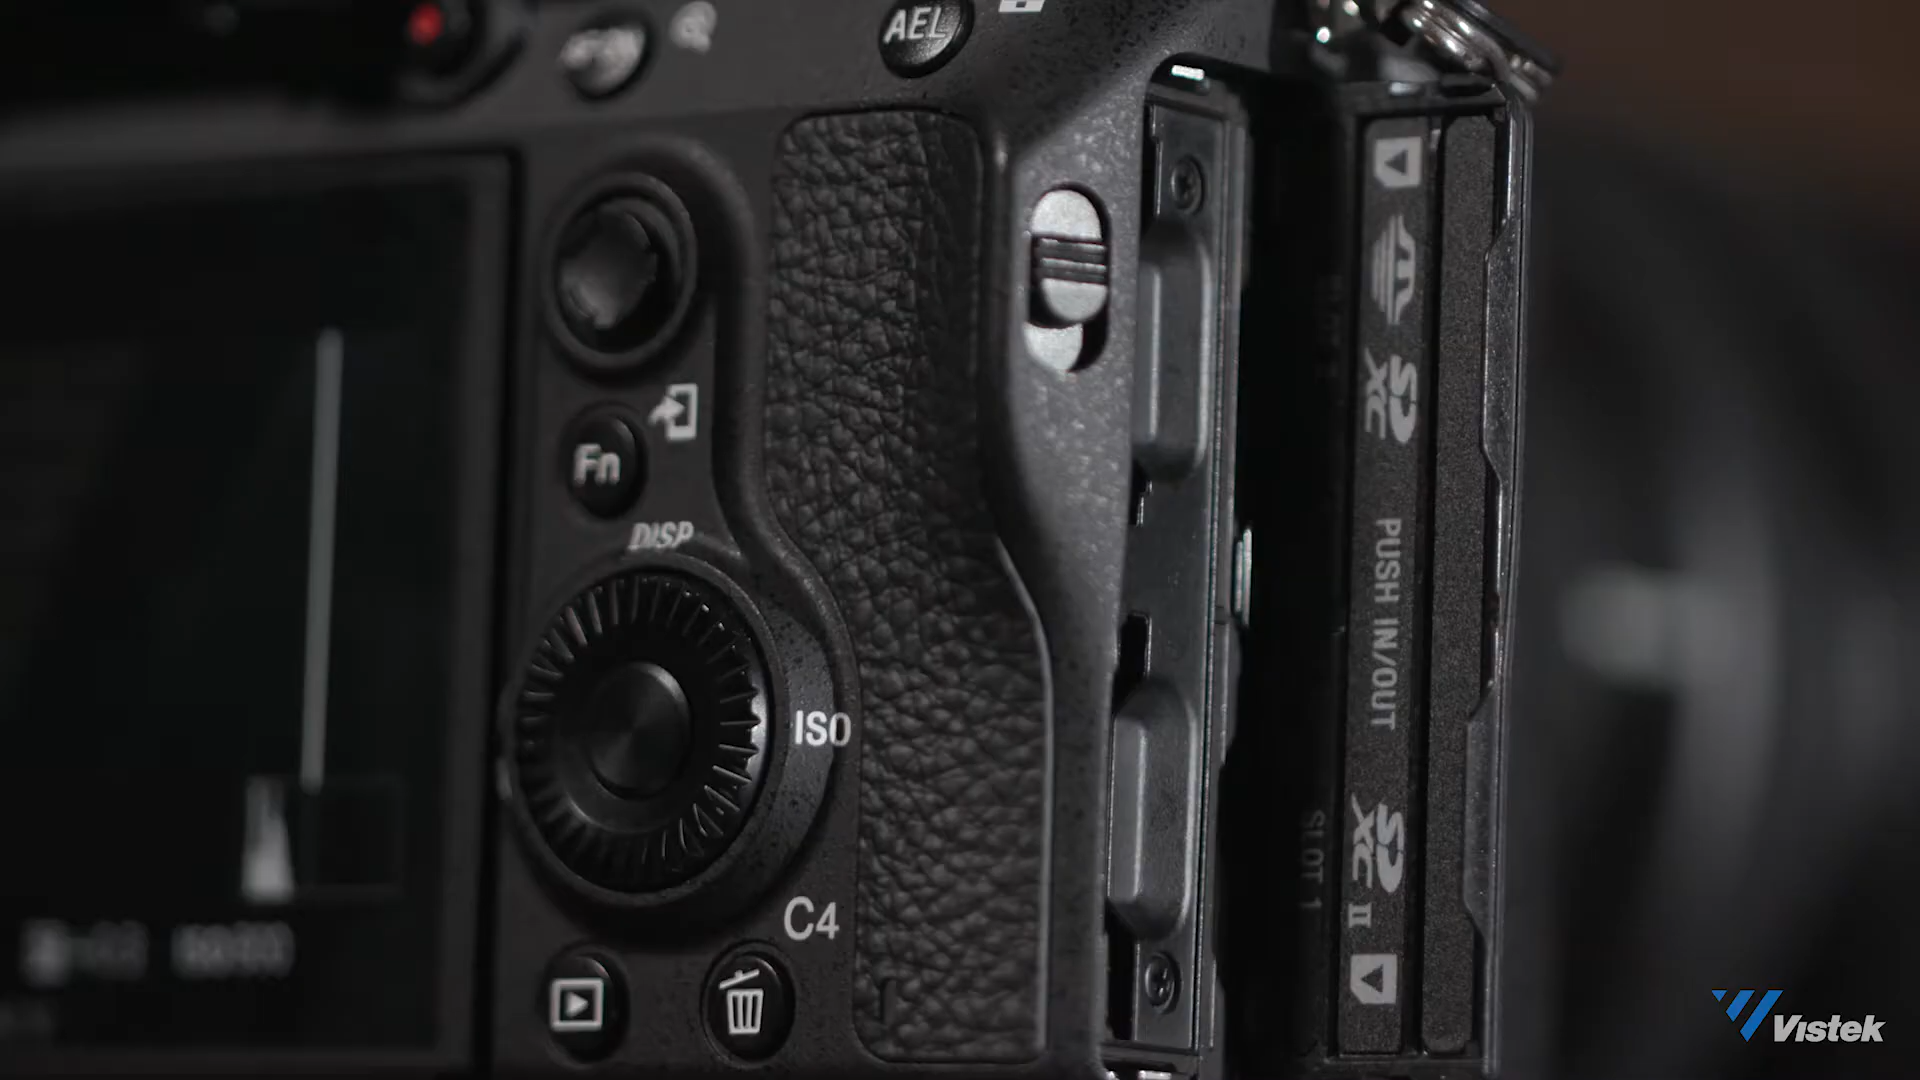 AEL
Fn
DISP
ISO
C4
SD
XC
PUSH IN/OUT
SLOT 1
SD
XC
II
Vistek